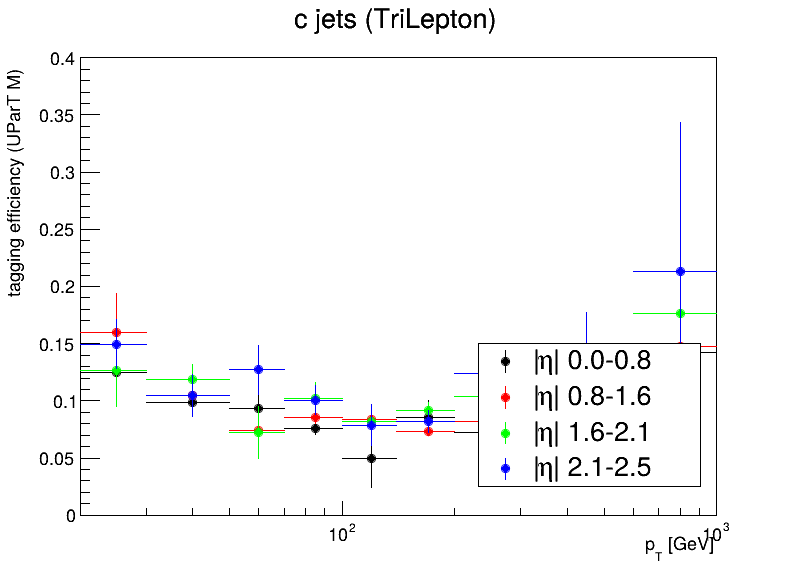 c jets (TriLepton)
tagging efficiency (UParT M)
0.4
0.35
0.3
0.25
0.2
0.15
0.1
0.05
0
|η| 0.0-0.8
|η| 0.8-1.6
|η| 1.6-2.1
|η| 2.1-2.5
10²
10³
p_T [GeV]